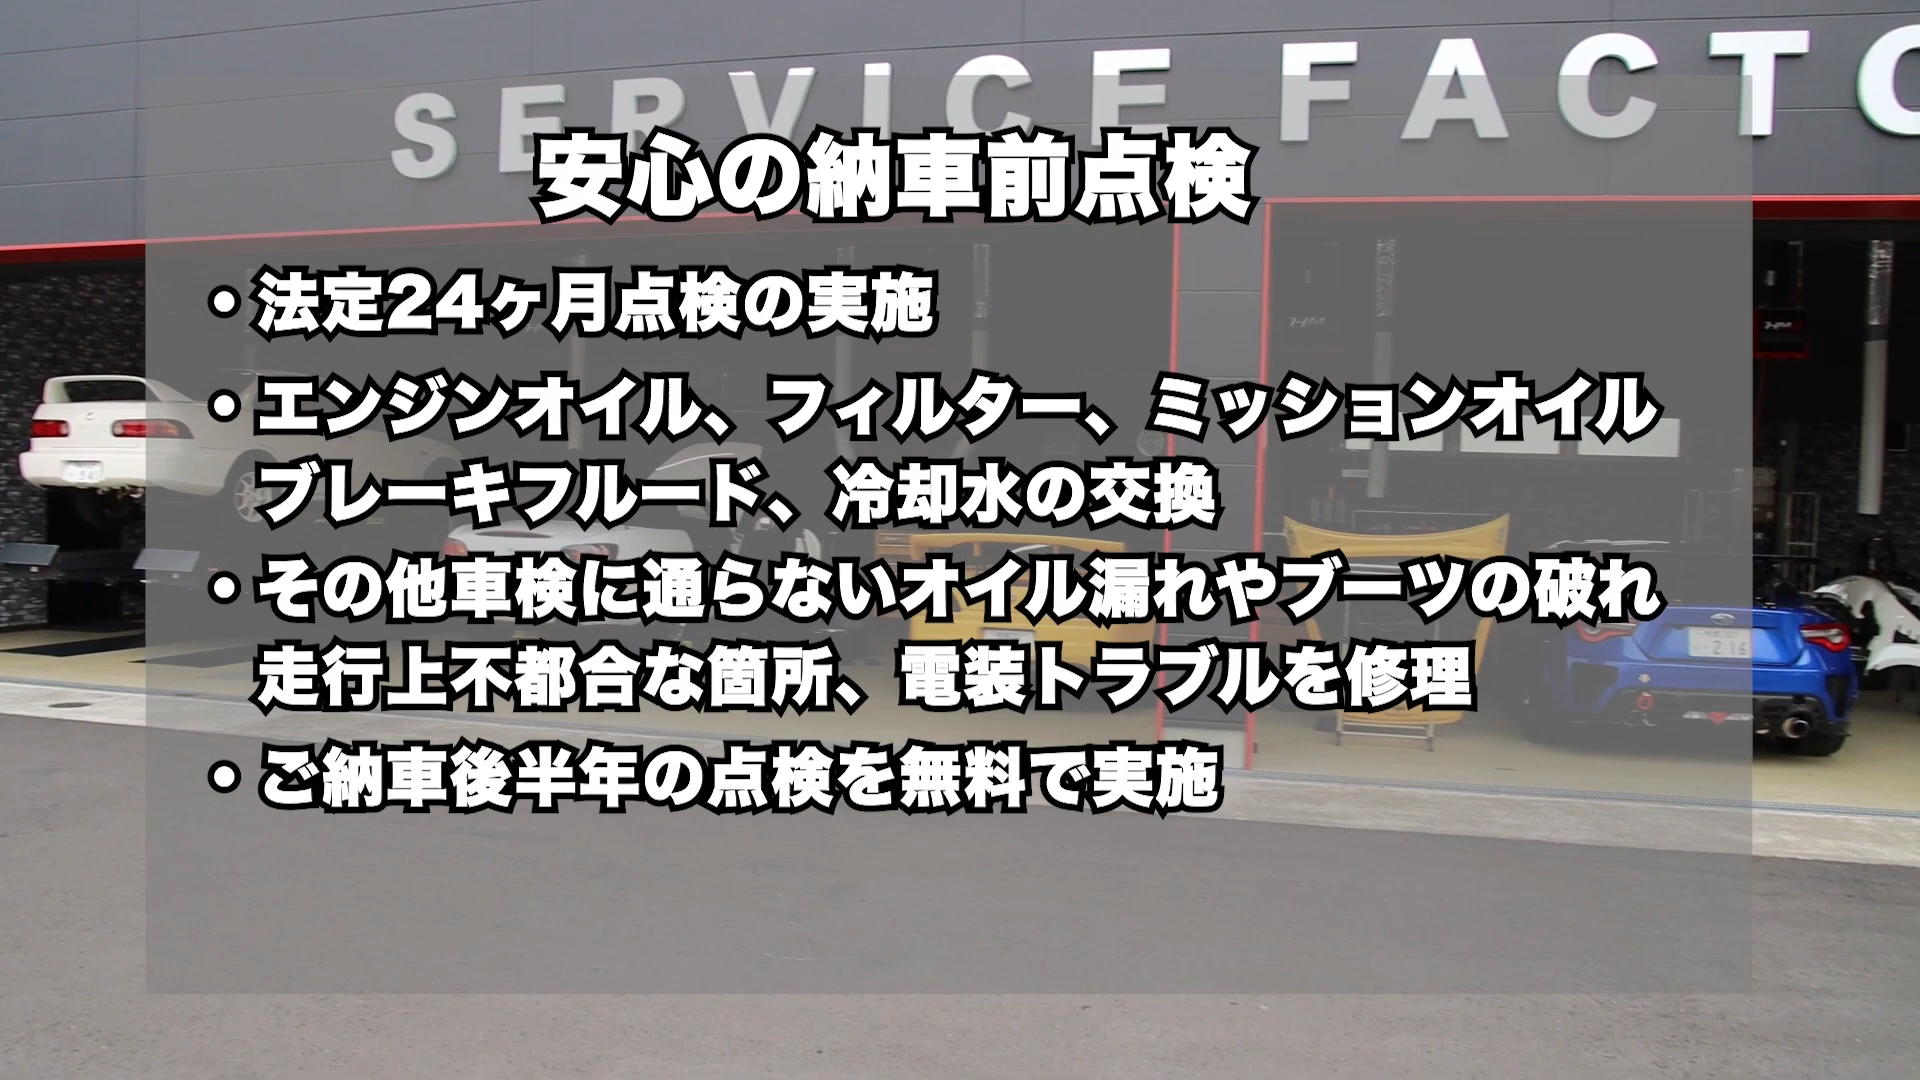 SERVICE FACTO
安心の納車前点検
・法定24ヶ月点検の実施
・エンジンオイル、フィルター、ミッションオイル
ブレーキフルード、冷却水の交換
・その他車検に通らないオイル漏れやブーツの破れ
走行上不都合な箇所、電装トラブルを修理
・ご納車後半年の点検を無料で実施
216